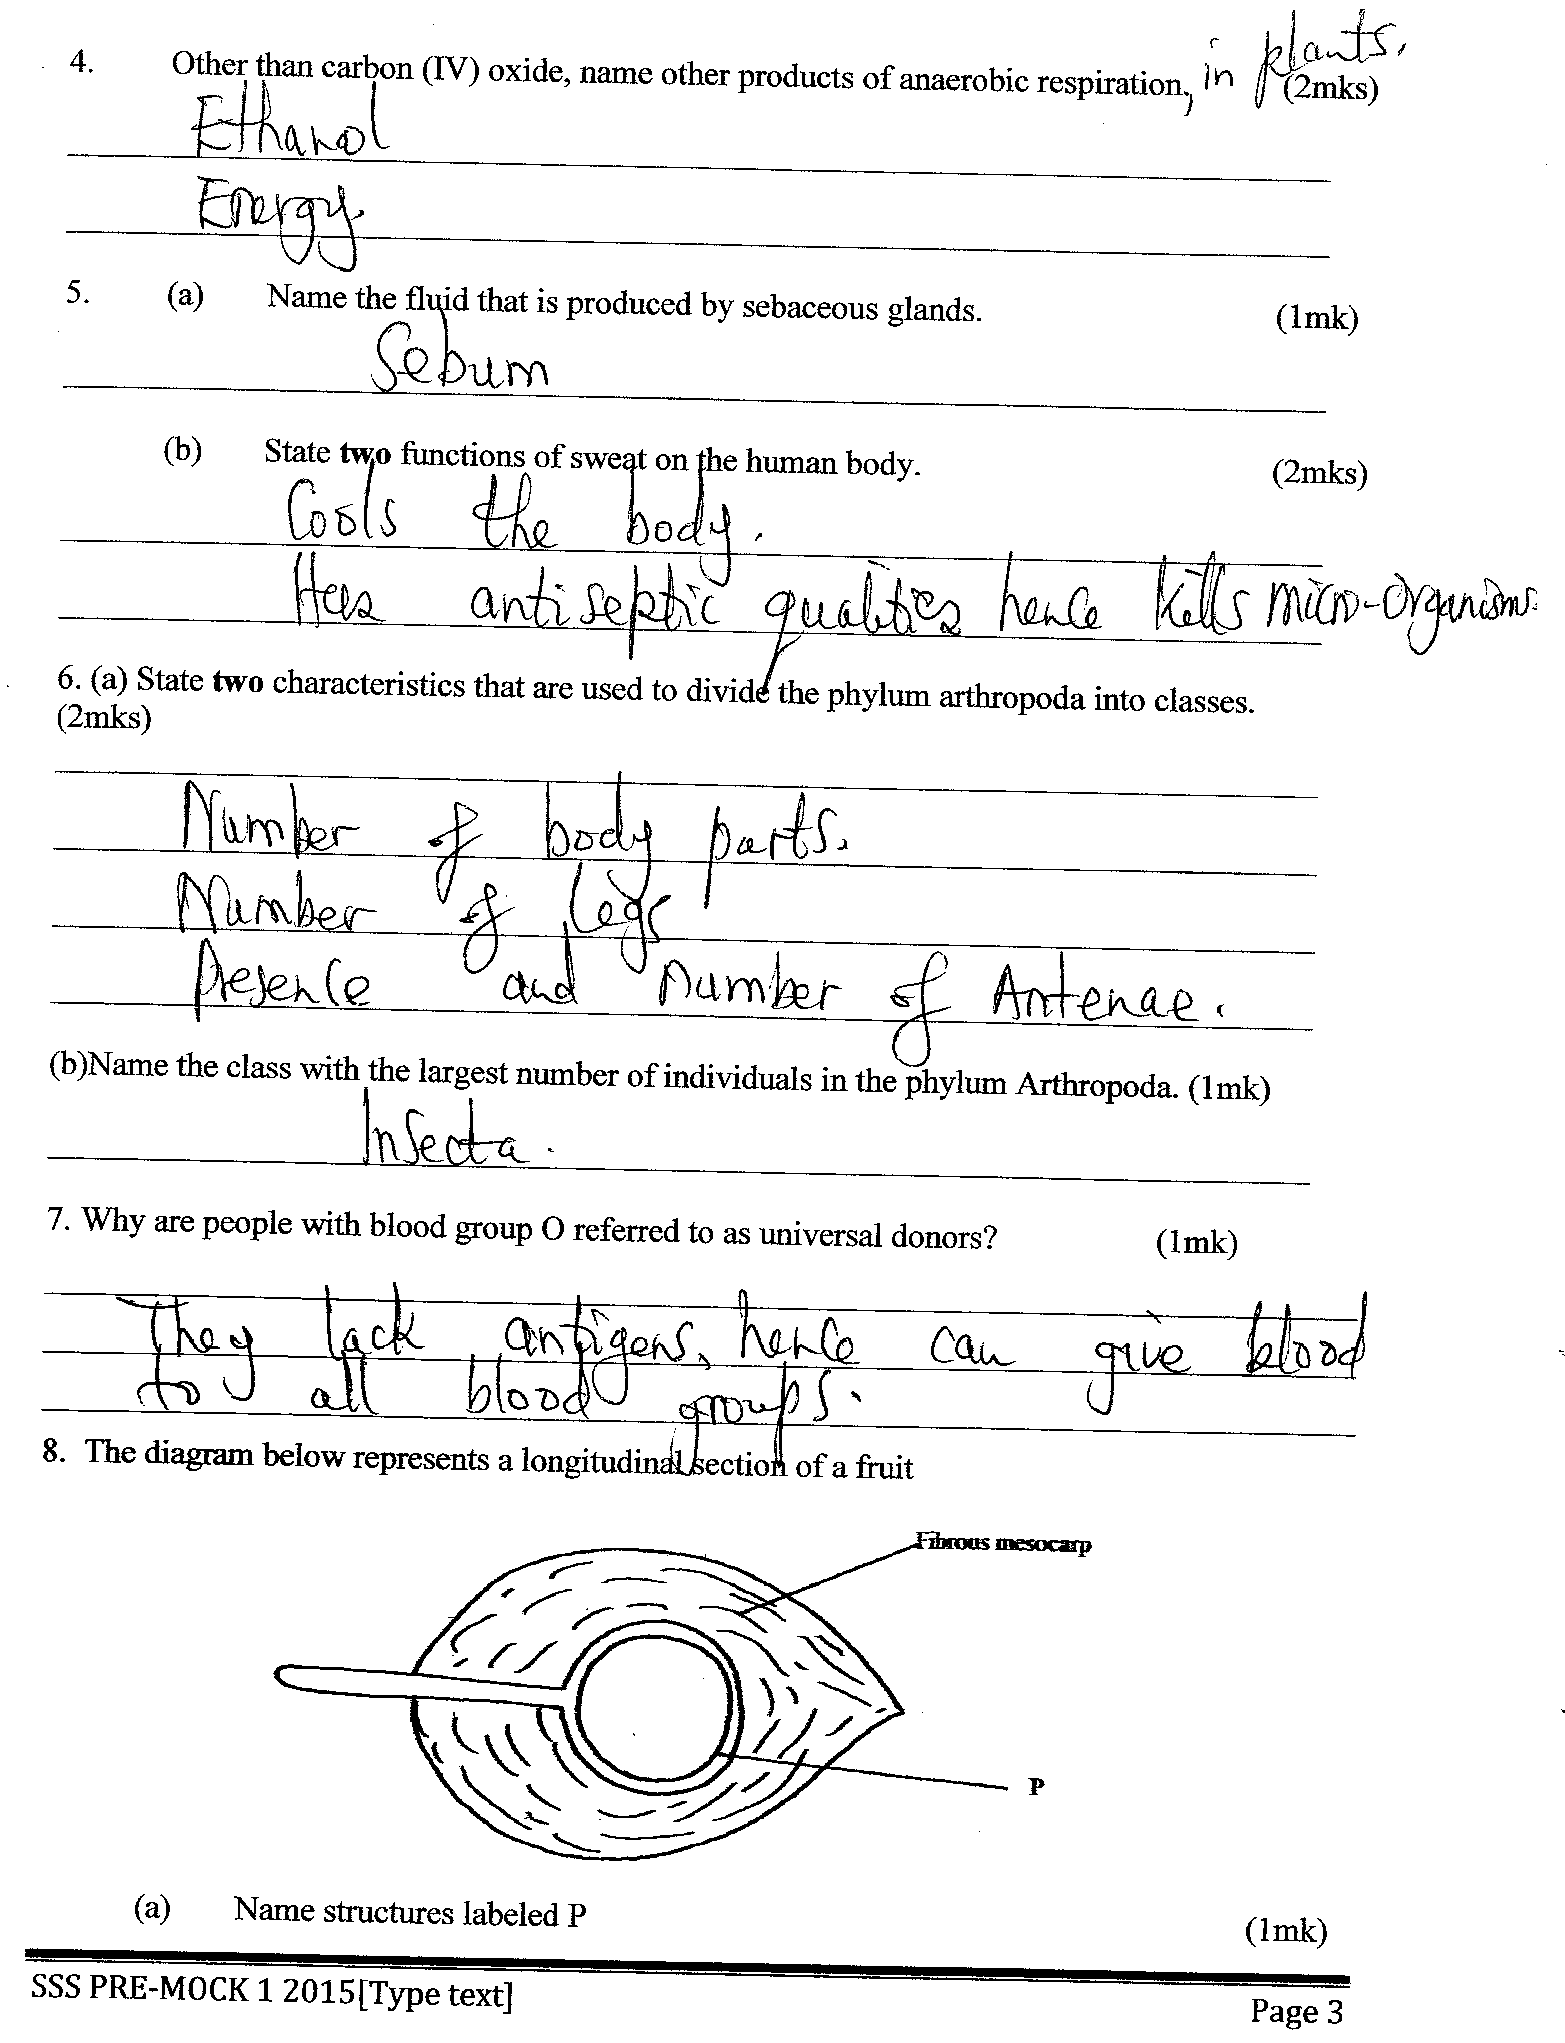 4. Other than carbon (IV) oxide, name other products of anaerobic respiration, in plants. (2mks)
Ethanol
Energy.
5. (a) Name the fluid that is produced by sebaceous glands. (1mk)
Sebum
(b) State two functions of sweat on the human body. (2mks)
Cools the body.
Has antiseptic qualities hence kills micro-organisms.
6. (a) State two characteristics that are used to divide the phylum arthropoda into classes.
(2mks)
Number of body parts.
Number of legs
Presence and Number of Antenae.
(b)Name the class with the largest number of individuals in the phylum Arthropoda. (1mk)
Insecta.
7. Why are people with blood group O referred to as universal donors? (1mk)
They lack antigens, hence can give blood
to all blood groups.
8. The diagram below represents a longitudinal section of a fruit
Fibrous mesocarp
P
(a) Name structures labeled P (1mk)
SSS PRE-MOCK 1 2015[Type text]
Page 3